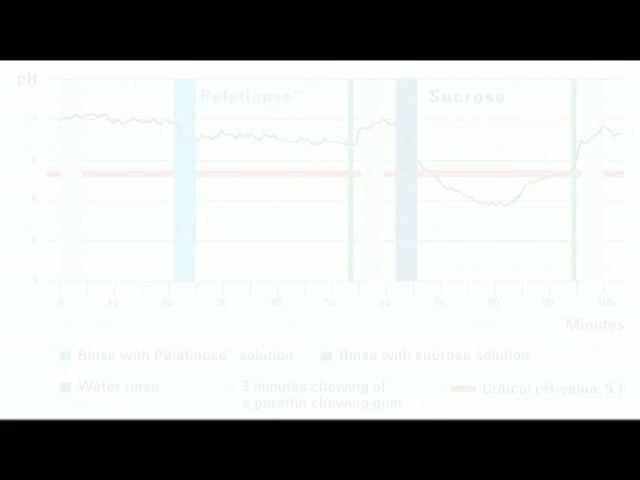 pH
Palatinose™ Sucrose
7
6
5
4
3
0 10 20 30 40 50 60 70 80 90 100
Minutes
Rinse with Palatinose™ solution Rinse with sucrose solution
Water rinse 3 minutes chewing of Critical pH-value: 5.7
a paraffin chewing gum